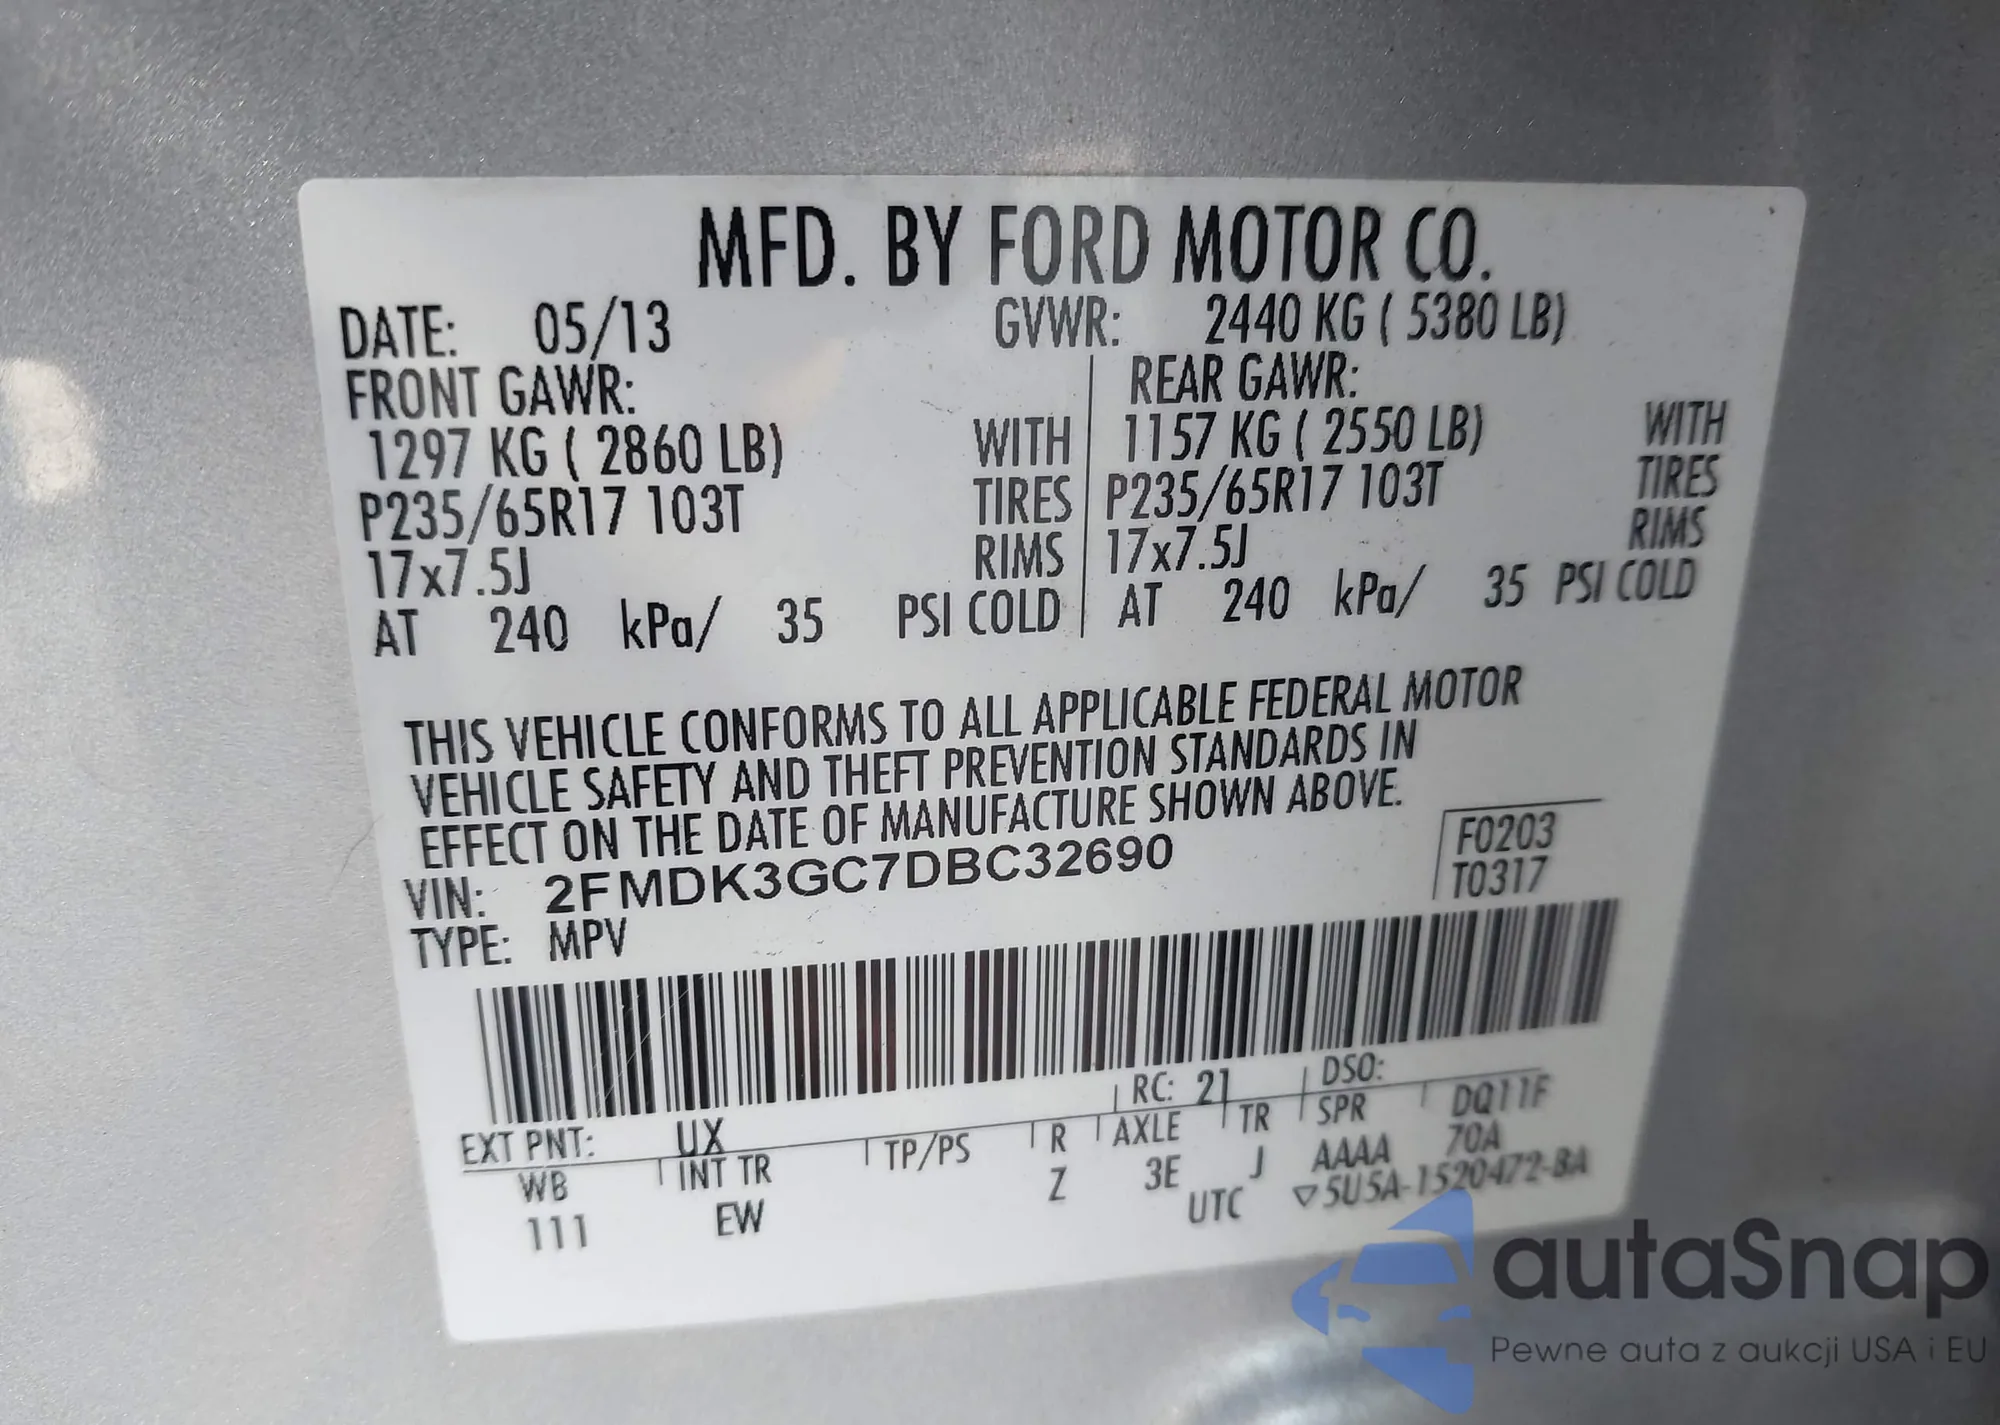 MFD. BY FORD MOTOR CO.
DATE: 05/13 GVWR: 2440 KG ( 5380 LB)
FRONT GAWR: REAR GAWR:
1297 KG ( 2860 LB) WITH 1157 KG ( 2550 LB) WITH
P235/65R17 103T TIRES P235/65R17 103T TIRES
17x7.5J RIMS 17x7.5J RIMS
AT 240 kPa/ 35 PSI COLD AT 240 kPa/ 35 PSI COLD
THIS VEHICLE CONFORMS TO ALL APPLICABLE FEDERAL MOTOR
VEHICLE SAFETY AND THEFT PREVENTION STANDARDS IN
EFFECT ON THE DATE OF MANUFACTURE SHOWN ABOVE.
VIN: 2FMDK3GC7DBC32690 F0203
TYPE: MPV T0317
EXT PNT: UX RC: 21 DSO:
WB INT TR TP/PS R AXLE TR SPR DQ11F
111 EW Z 3E J AAAA 70A
UTC ▽5U5A-1520472-BA
autaSnap
Pewne auta z aukcji USA i EU